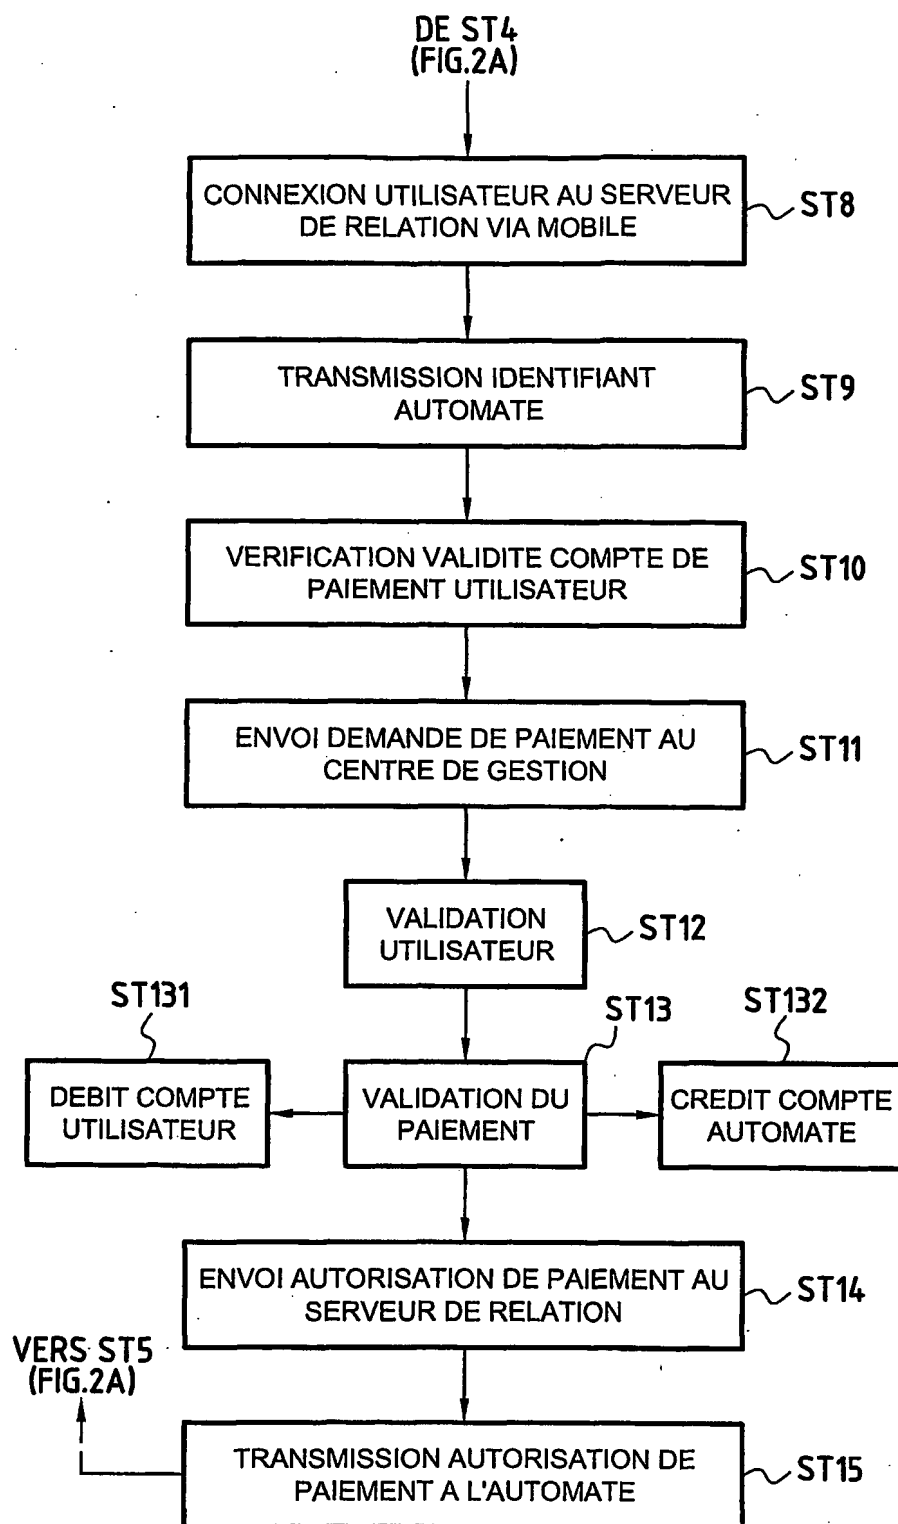 DE ST4
(FIG.2A)
CONNEXION UTILISATEUR AU SERVEUR
DE RELATION VIA MOBILE
ST8
TRANSMISSION IDENTIFIANT
AUTOMATE
ST9
VERIFICATION VALIDITE COMPTE DE
PAIEMENT UTILISATEUR
ST10
ENVOI DEMANDE DE PAIEMENT AU
CENTRE DE GESTION
ST11
VALIDATION
UTILISATEUR
ST12
ST131
ST13
ST132
DEBIT COMPTE
UTILISATEUR
VALIDATION DU
PAIEMENT
CREDIT COMPTE
AUTOMATE
ENVOI AUTORISATION DE PAIEMENT AU
SERVEUR DE RELATION
ST14
VERS ST5
(FIG.2A)
TRANSMISSION AUTORISATION DE
PAIEMENT A L'AUTOMATE
ST15